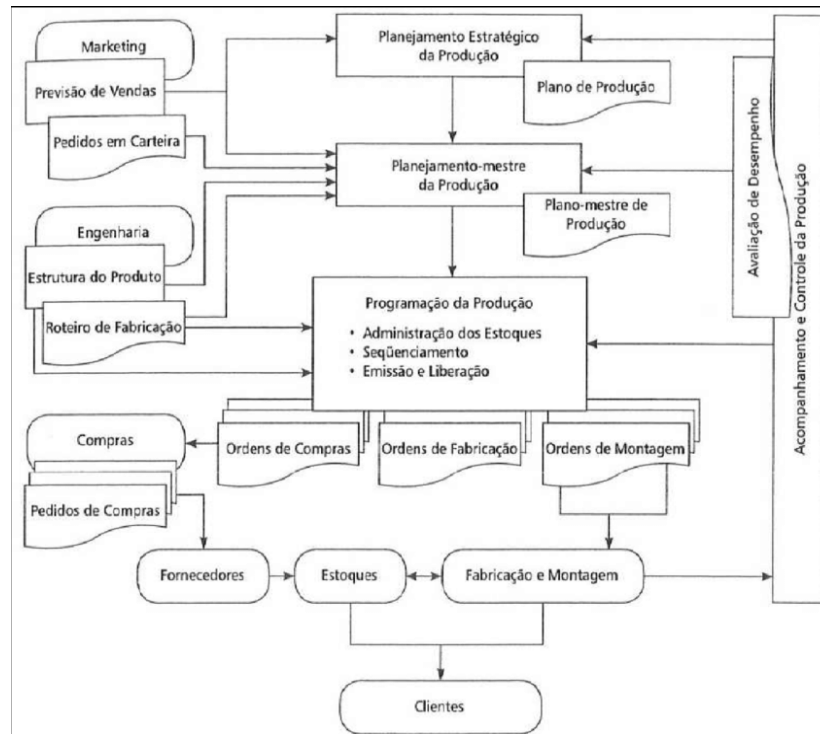 Marketing
Previsão de Vendas
Pedidos em Carteira
Planejamento Estratégico
da Produção
Plano de Produção
Planejamento-mestre
da Produção
Plano-mestre de
Produção
Engenharia
Estrutura do Produto
Roteiro de Fabricação
Programação da Produção
• Administração dos Estoques
• Seqüenciamento
• Emissão e Liberação
Avaliação de Desempenho
Acompanhamento e Controle da Produção
Compras
Pedidos de Compras
Ordens de Compras
Ordens de Fabricação
Ordens de Montagem
Fornecedores
Estoques
Fabricação e Montagem
Clientes